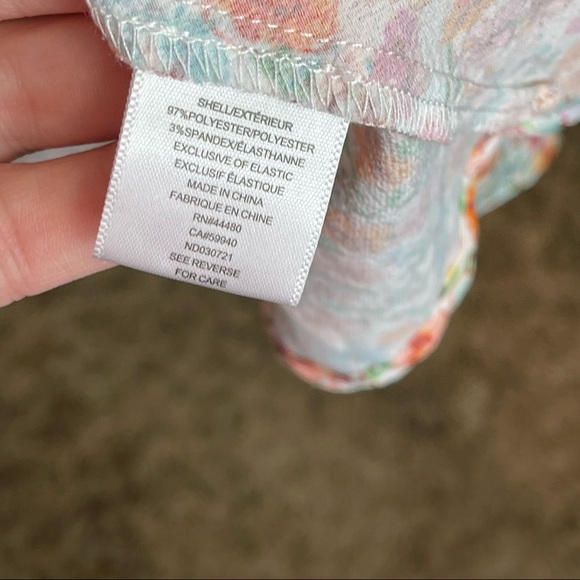 SHELL/EXTÉRIEUR
97%POLYESTER/POLYESTER
3%SPANDEX/ÉLASTHANNE
EXCLUSIVE OF ELASTIC
EXCLUSIF ÉLASTIQUE
MADE IN CHINA
FABRIQUE EN CHINE
RN#44480
CA#59940
ND030721
SEE REVERSE
FOR CARE